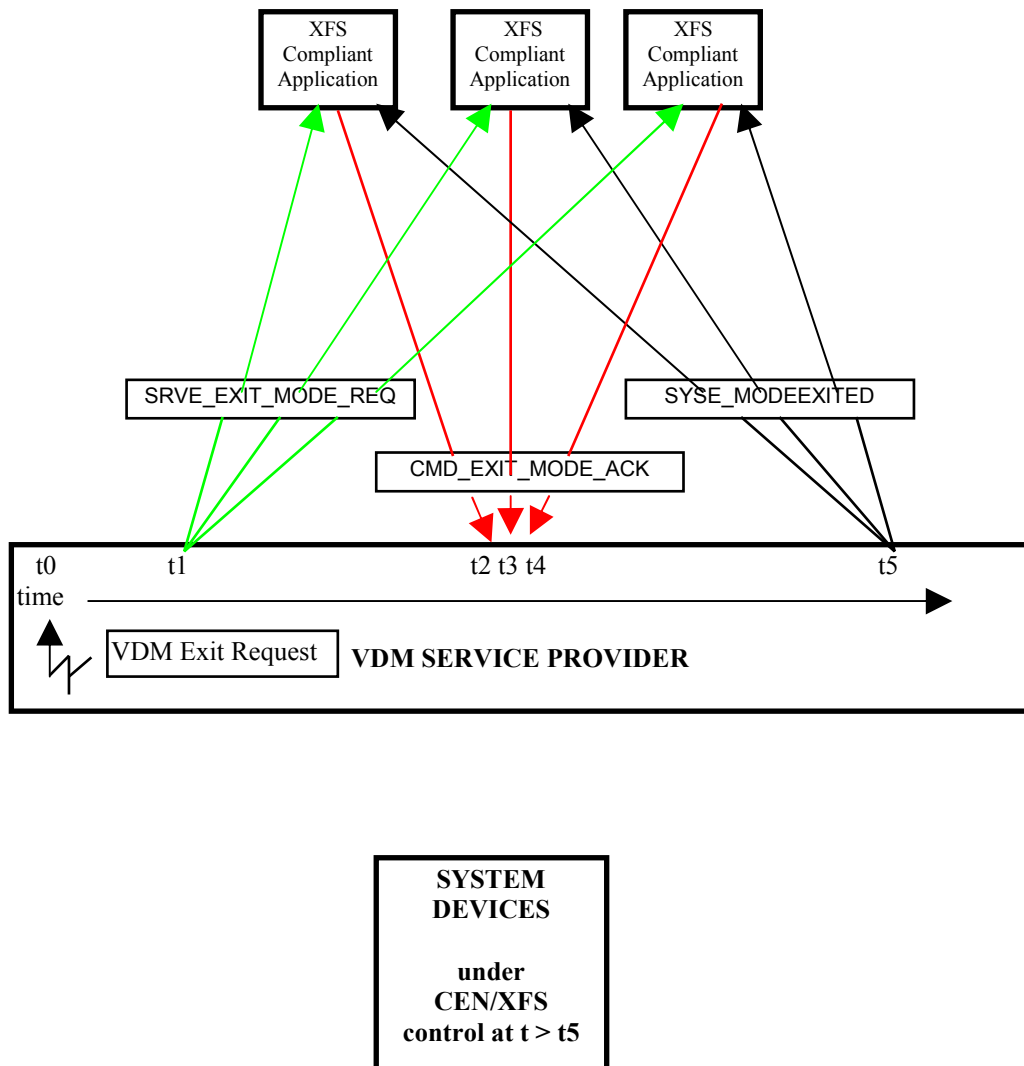 XFS
Compliant
Application
XFS
Compliant
Application
XFS
Compliant
Application
SRVE_EXIT_MODE_REQ
SYSE_MODEEXITED
CMD_EXIT_MODE_ACK
t0
t1
t2 t3 t4
t5
time
VDM Exit Request
VDM SERVICE PROVIDER
SYSTEM
DEVICES
under
CEN/XFS
control at t > t5